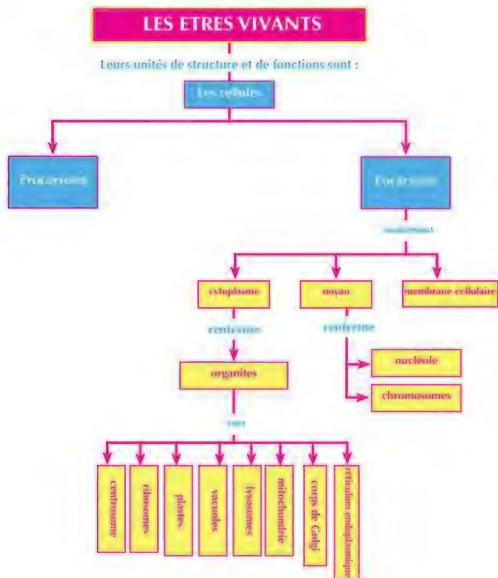 LES ETRES VIVANTS
Leurs unités de structure et de fonctions sont :
Les cellules
Procaryotes
Eucaryotes
cytoplasme
noyau
membrane cellulaire
renferme
renferme
organites
nucléole
chromosomes
sont
centrosome
ribosomes
plastes
vacuoles
lysosomes
mitochondrie
corps de Golgi
réticulum endoplasmique